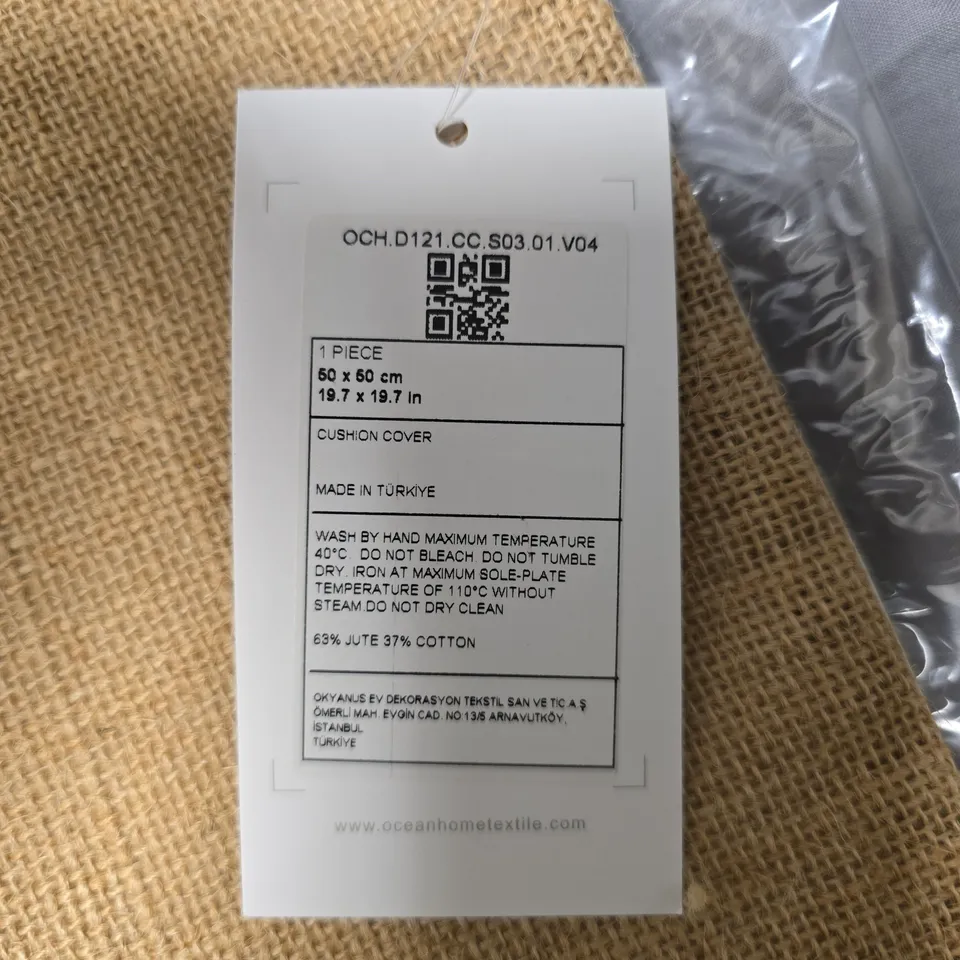 OCH.D121.CC.S03.01.V04
1 PIECE
50 x 50 cm
19.7 x 19.7 in
CUSHION COVER
MADE IN TÜRKİYE
WASH BY HAND MAXIMUM TEMPERATURE
40°C DO NOT BLEACH DO NOT TUMBLE
DRY. IRON AT MAXIMUM SOLE-PLATE
TEMPERATURE OF 110°C WITHOUT
STEAM.DO NOT DRY CLEAN
63% JUTE 37% COTTON
OKYANUS EV DEKORASYON TEKSTİL SAN VE TİC.A.Ş
ÖMERLİ MAH. EVGİN CAD. NO:13/5 ARNAVUTKÖY,
İSTANBUL
TÜRKİYE
www.oceanhometextile.com